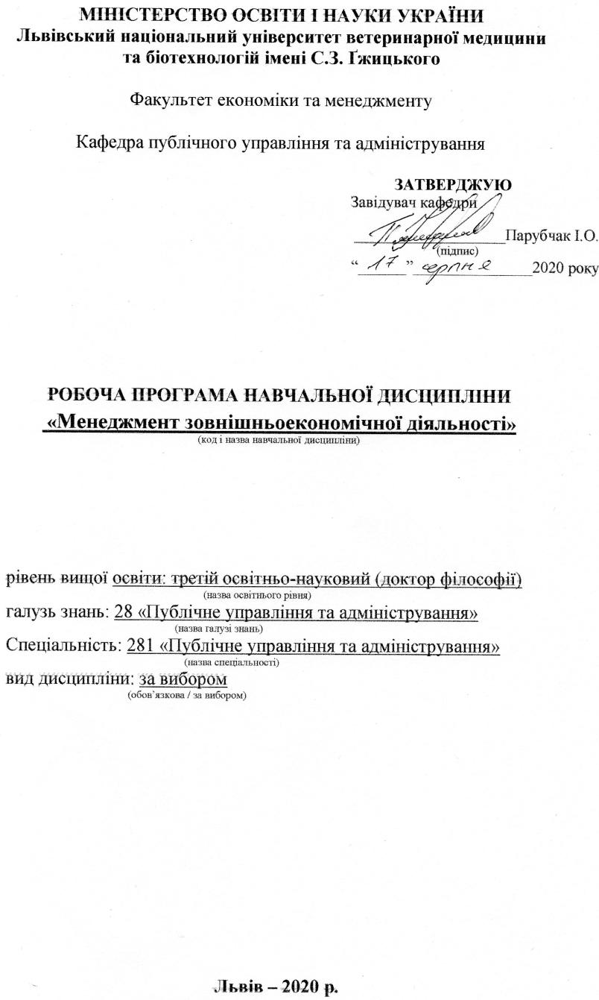 МІНІСТЕРСТВО ОСВІТИ І НАУКИ УКРАЇНИ
Львівський національний університет ветеринарної медицини
та біотехнологій імені С.З. Ґжицького
Факультет економіки та менеджменту
Кафедра публічного управління та адміністрування
ЗАТВЕРДЖУЮ
Завідувач кафедри
Парубчак І.О.
(підпис)
“ 17 ” серпня 2020 року
РОБОЧА ПРОГРАМА НАВЧАЛЬНОЇ ДИСЦИПЛІНИ
«Менеджмент зовнішньоекономічної діяльності»
(код і назва навчальної дисципліни)
рівень вищої освіти: третій освітньо-науковий (доктор філософії)
(назва освітнього рівня)
галузь знань: 28 «Публічне управління та адміністрування»
(назва галузі знань)
Спеціальність: 281 «Публічне управління та адміністрування»
(назва спеціальності)
вид дисципліни: за вибором
(обов’язкова / за вибором)
Львів – 2020 р.